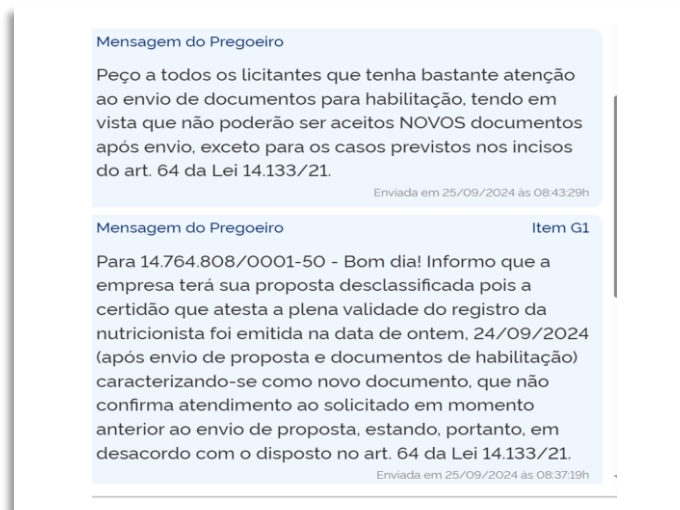 Mensagem do Pregoeiro
Peço a todos os licitantes que tenha bastante atenção
ao envio de documentos para habilitação, tendo em
vista que não poderão ser aceitos NOVOS documentos
após envio, exceto para os casos previstos nos incisos
do art. 64 da Lei 14.133/21.
Enviada em 25/09/2024 às 08:43:29h
Mensagem do Pregoeiro Item G1
Para 14.764.808/0001-50 - Bom dia! Informo que a
empresa terá sua proposta desclassificada pois a
certidão que atesta a plena validade do registro da
nutricionista foi emitida na data de ontem, 24/09/2024
(após envio de proposta e documentos de habilitação)
caracterizando-se como novo documento, que não
confirma atendimento ao solicitado em momento
anterior ao envio de proposta, estando, portanto, em
desacordo com o disposto no art. 64 da Lei 14.133/21.
Enviada em 25/09/2024 às 08:37:19h